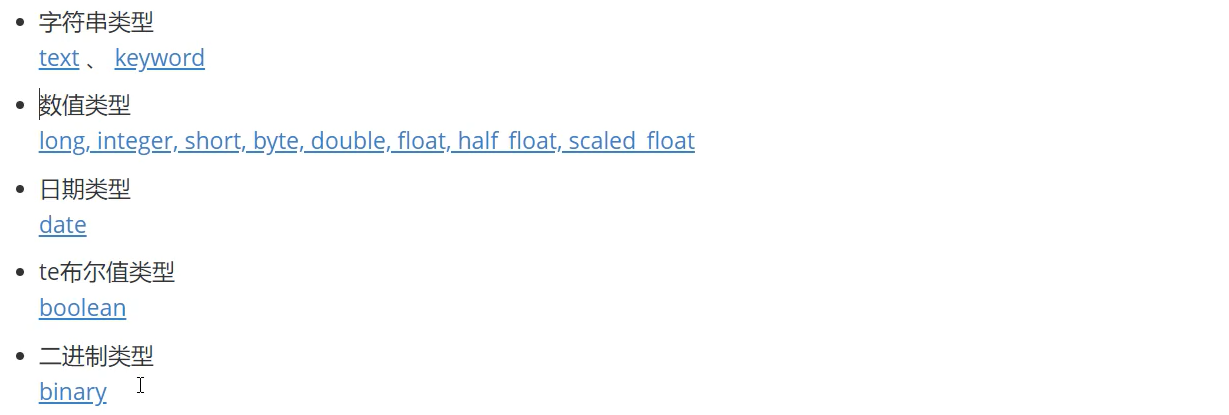 字符串类型
text 、 keyword
数值类型
long, integer, short, byte, double, float, half_float, scaled_float
日期类型
date
te布尔值类型
boolean
二进制类型
binary